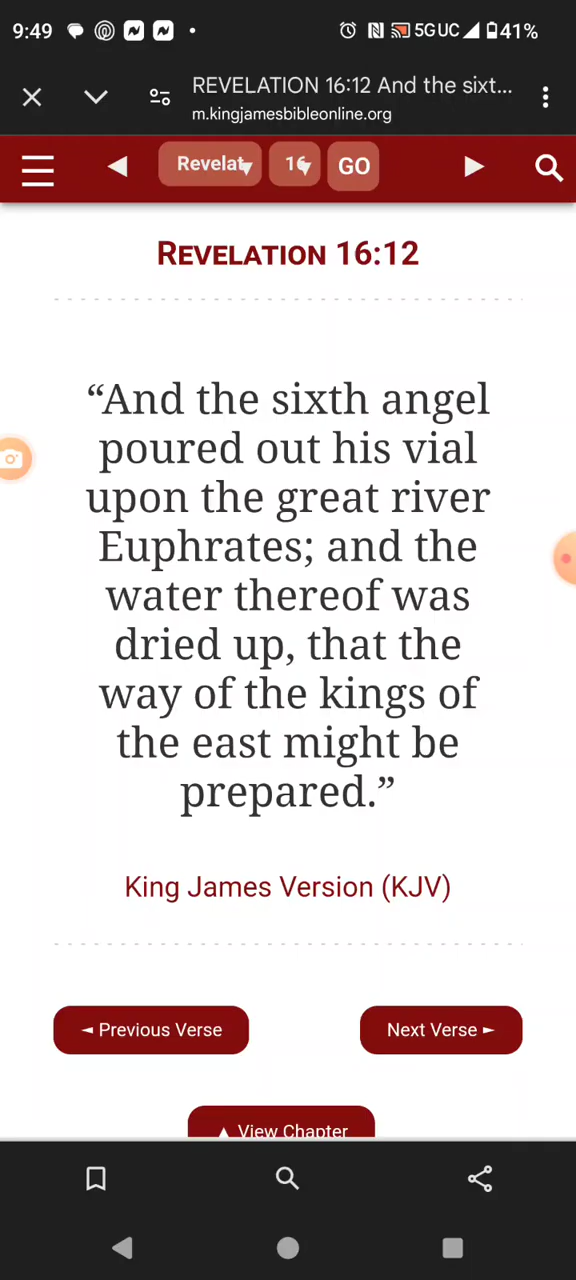 9:49
5G UC 41%
REVELATION 16:12 And the sixt...
m.kingjamesbibleonline.org
Revelat 16 GO
REVELATION 16:12
“And the sixth angel
poured out his vial
upon the great river
Euphrates; and the
water thereof was
dried up, that the
way of the kings of
the east might be
prepared.”
King James Version (KJV)
◄ Previous Verse
Next Verse ►
▲ View Chapter